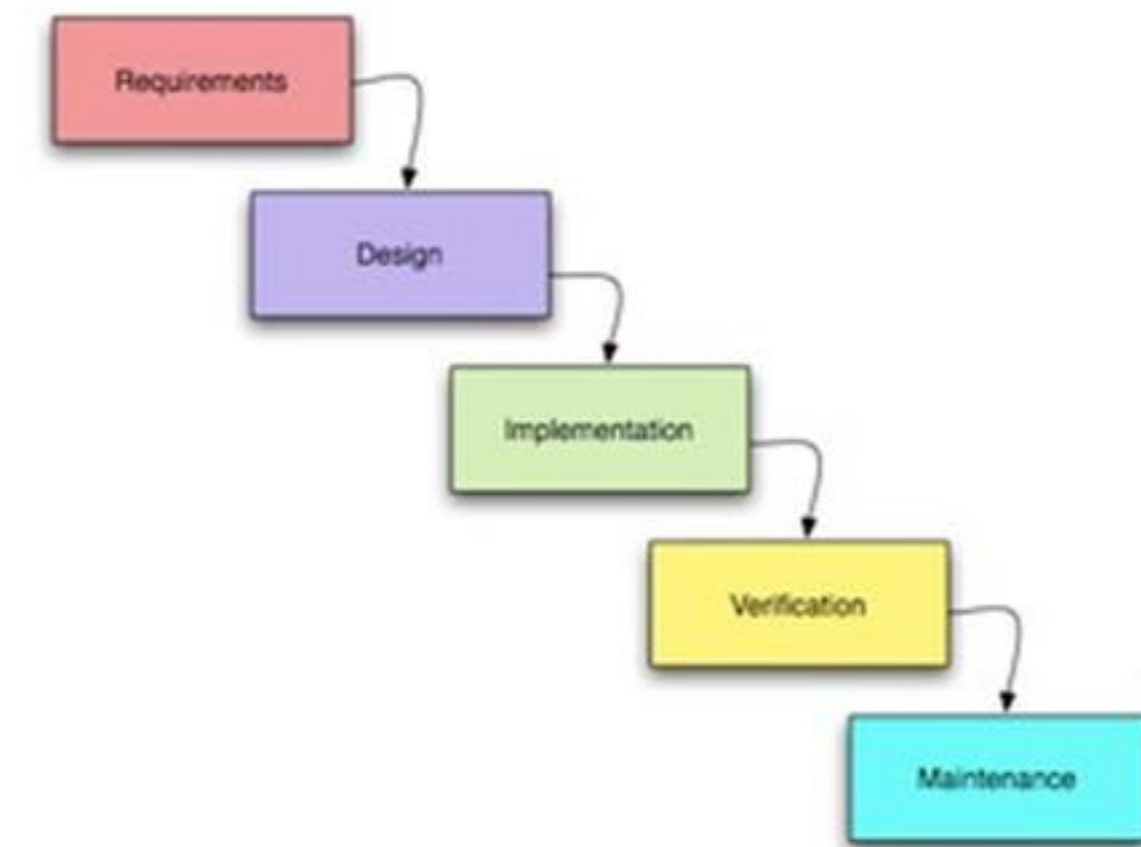 Requirements
Design
Implementation
Verification
Maintenance